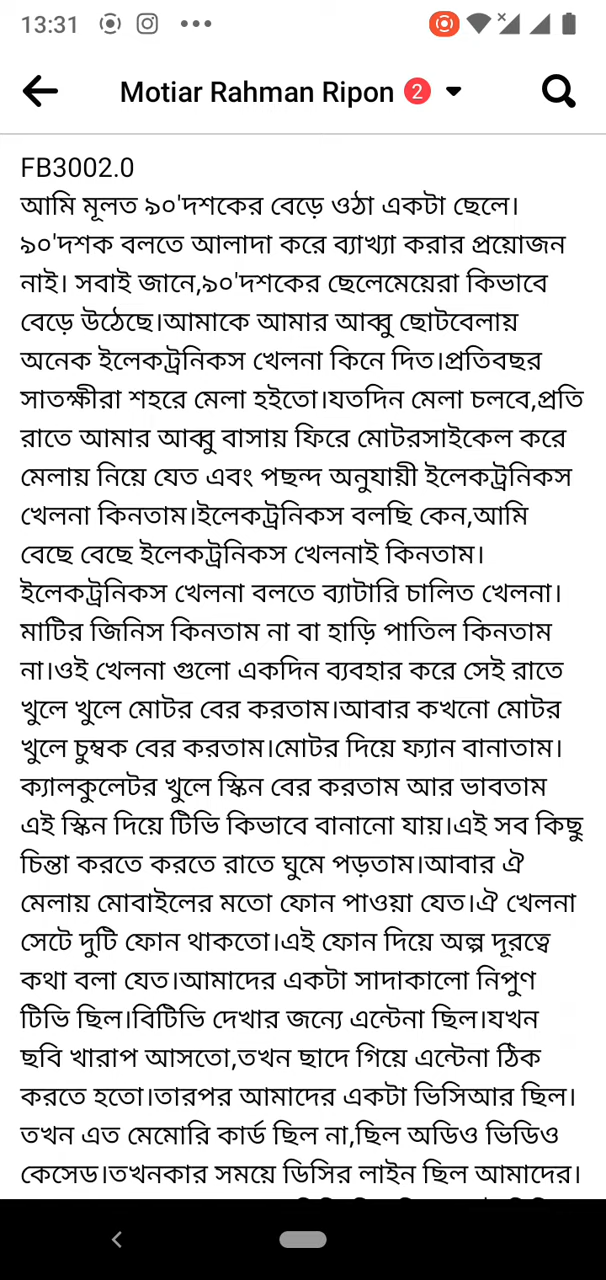 13:31
Motiar Rahman Ripon 2
FB3002.0
আমি মূলত ৯০'দশকের বেড়ে ওঠা একটা ছেলে।
৯০'দশক বলতে আলাদা করে ব্যাখ্যা করার প্রয়োজন
নাই। সবাই জানে,৯০'দশকের ছেলেমেয়েরা কিভাবে
বেড়ে উঠেছে।আমাকে আমার আব্বু ছোটবেলায়
অনেক ইলেকট্রনিকস খেলনা কিনে দিত।প্রতিবছর
সাতক্ষীরা শহরে মেলা হইতো।যতদিন মেলা চলবে,প্রতি
রাতে আমার আব্বু বাসায় ফিরে মোটরসাইকেল করে
মেলায় নিয়ে যেত এবং পছন্দ অনুযায়ী ইলেকট্রনিকস
খেলনা কিনতাম।ইলেকট্রনিকস বলছি কেন,আমি
বেছে বেছে ইলেকট্রনিকস খেলনাই কিনতাম।
ইলেকট্রনিকস খেলনা বলতে ব্যাটারি চালিত খেলনা।
মাটির জিনিস কিনতাম না বা হাড়ি পাতিল কিনতাম
না।ওই খেলনা গুলো একদিন ব্যবহার করে সেই রাতে
খুলে খুলে মোটর বের করতাম।আবার কখনো মোটর
খুলে চুম্বক বের করতাম।মোটর দিয়ে ফ্যান বানাতাম।
ক্যালকুলেটর খুলে স্কিন বের করতাম আর ভাবতাম
এই স্কিন দিয়ে টিভি কিভাবে বানানো যায়।এই সব কিছু
চিন্তা করতে করতে রাতে ঘুমে পড়তাম।আবার ঐ
মেলায় মোবাইলের মতো ফোন পাওয়া যেত।ঐ খেলনা
সেটে দুটি ফোন থাকতো।এই ফোন দিয়ে অল্প দূরত্বে
কথা বলা যেত।আমাদের একটা সাদাকালো নিপুণ
টিভি ছিল।বিটিভি দেখার জন্যে এন্টেনা ছিল।যখন
ছবি খারাপ আসতো,তখন ছাদে গিয়ে এন্টেনা ঠিক
করতে হতো।তারপর আমাদের একটা ভিসিআর ছিল।
তখন এত মেমোরি কার্ড ছিল না,ছিল অডিও ভিডিও
কেসেড।তখনকার সময়ে ডিসির লাইন ছিল আমাদের।